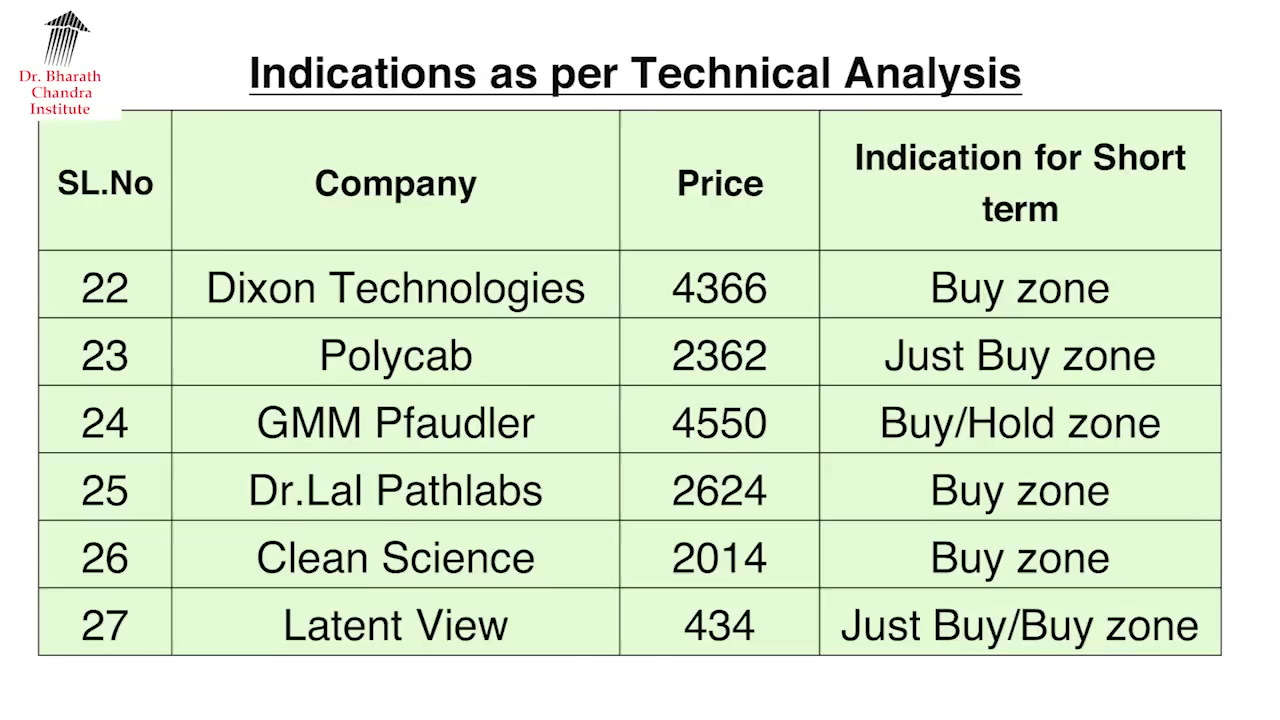 Dr. Bharath
Chandra
Institute
Indications as per Technical Analysis
SL.No Company Price Indication for Short term
22 Dixon Technologies 4366 Buy zone
23 Polycab 2362 Just Buy zone
24 GMM Pfaudler 4550 Buy/Hold zone
25 Dr.Lal Pathlabs 2624 Buy zone
26 Clean Science 2014 Buy zone
27 Latent View 434 Just Buy/Buy zone